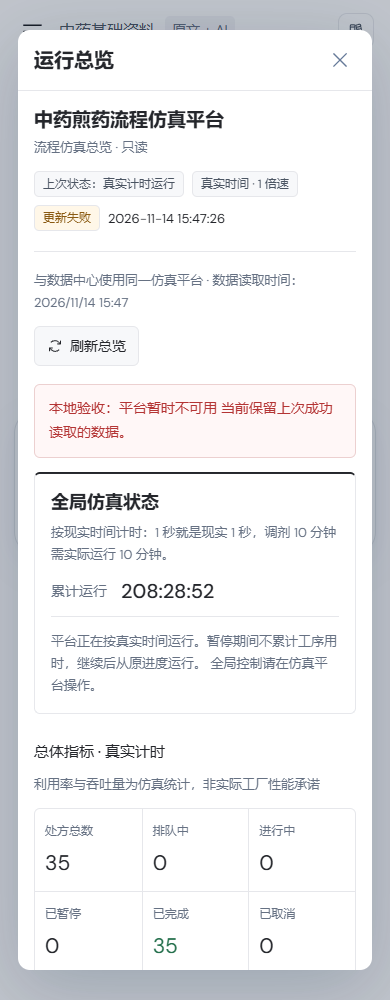 中药基础资料 原文 + AI
运行总览
中药煎药流程仿真平台
流程仿真总览 · 只读
上次状态：真实计时运行
真实时间 · 1 倍速
更新失败 2026-11-14 15:47:26
与数据中心使用同一仿真平台 · 数据读取时间：
2026/11/14 15:47
刷新总览
本地验收：平台暂时不可用 当前保留上次成功
读取的数据。
全局仿真状态
按现实时间计时：1 秒就是现实 1 秒，调剂 10 分钟
需实际运行 10 分钟。
累计运行 208:28:52
平台正在按真实时间运行。暂停期间不累计工序用
时，继续后从原进度运行。 全局控制请在仿真平
台操作。
总体指标 · 真实计时
利用率与吞吐量为仿真统计，非实际工厂性能承诺
处方总数 排队中 进行中
35 0 0
已暂停 已完成 已取消
0 35 0